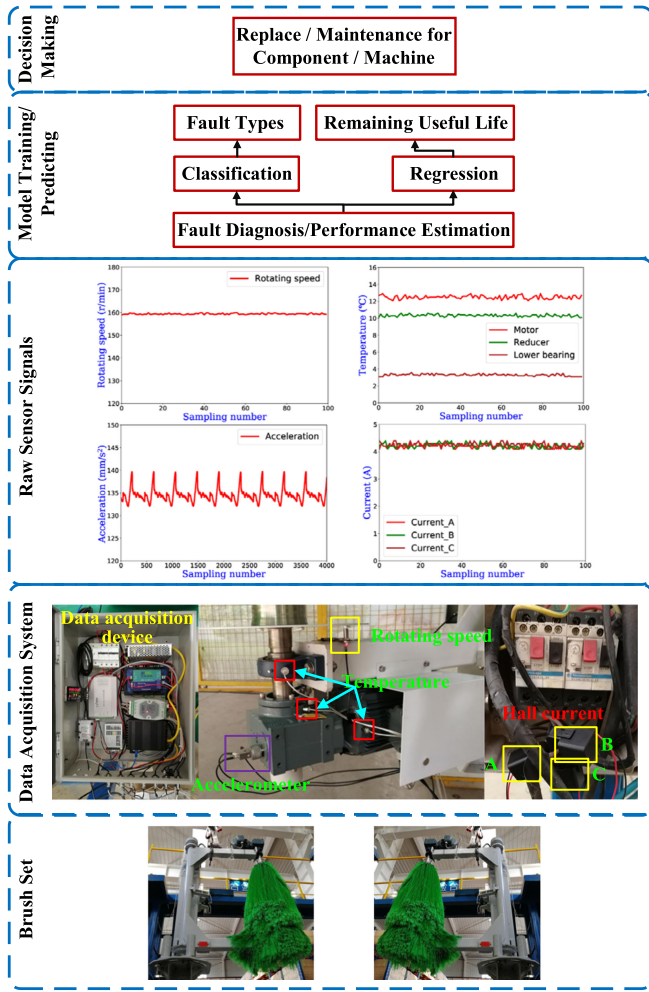 Decision
Making
Replace / Maintenance for
Component / Machine
Model Training/
Predicting
Fault Types
Remaining Useful Life
Classification
Regression
Fault Diagnosis/Performance Estimation
Raw Sensor Signals
Rotating speed (r/min)
180
170
160
150
140
130
120
Rotating speed
0
20
40
60
80
100
Sampling number
Temperature (℃)
16
14
12
10
8
6
4
2
0
Motor
Reducer
Lower bearing
0
20
40
60
80
100
Sampling number
Acceleration (mm/s²)
150
145
140
135
130
125
120
Acceleration
0
500
1000
1500
2000
2500
3000
3500
4000
Sampling number
Current (A)
5
4
3
2
1
0
Current_A
Current_B
Current_C
0
20
40
60
80
100
Sampling number
Data Acquisition System
Data acquisition
device
Rotating speed
Temperature
Accelerometer
Hall current
A
B
C
Brush Set